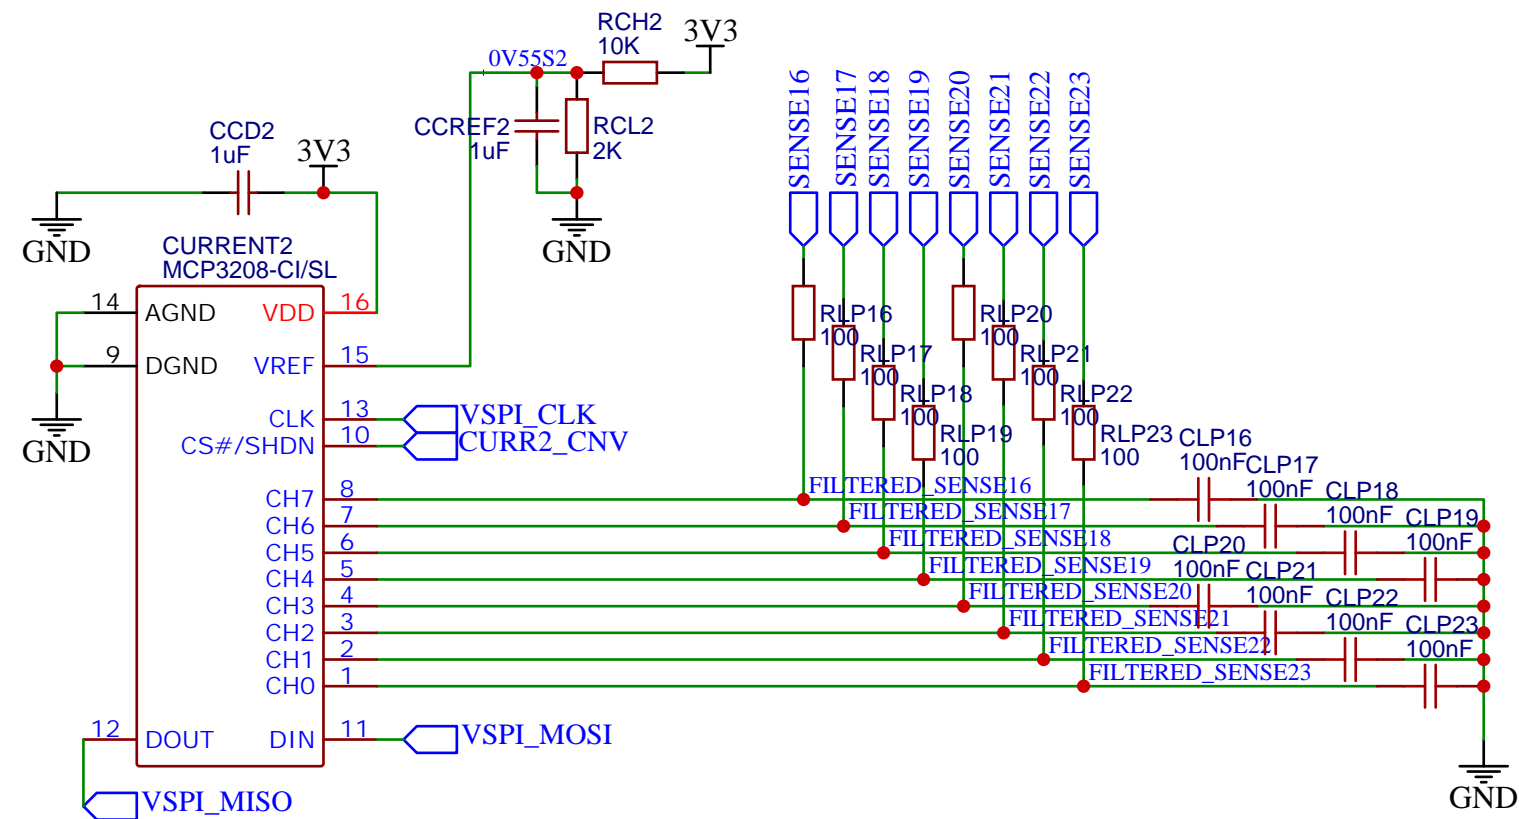 RCH2
10K
3V3
0V55S2
CCREF2
1uF
RCL2
2K
GND
CCD2
1uF
3V3
GND
SENSE16
SENSE17
SENSE18
SENSE19
SENSE20
SENSE21
SENSE22
SENSE23
CURRENT2
MCP3208-CI/SL
14
AGND
VDD
16
9
DGND
VREF
15
GND
CLK
13
VSPI_CLK
CS#/SHDN
10
CURR2_CNV
RLP16
100
RLP17
100
RLP18
100
RLP19
100
RLP20
100
RLP21
100
RLP22
100
RLP23
100
CLP16
100nF
CLP17
100nF
CLP18
100nF
CLP19
100nF
CLP20
100nF
CLP21
100nF
CLP22
100nF
CLP23
100nF
CH7
8
FILTERED_SENSE16
CH6
7
FILTERED_SENSE17
CH5
6
FILTERED_SENSE18
CH4
5
FILTERED_SENSE19
CH3
4
FILTERED_SENSE20
CH2
3
FILTERED_SENSE21
CH1
2
FILTERED_SENSE22
CH0
1
FILTERED_SENSE23
12
DOUT
DIN
11
VSPI_MOSI
VSPI_MISO
GND